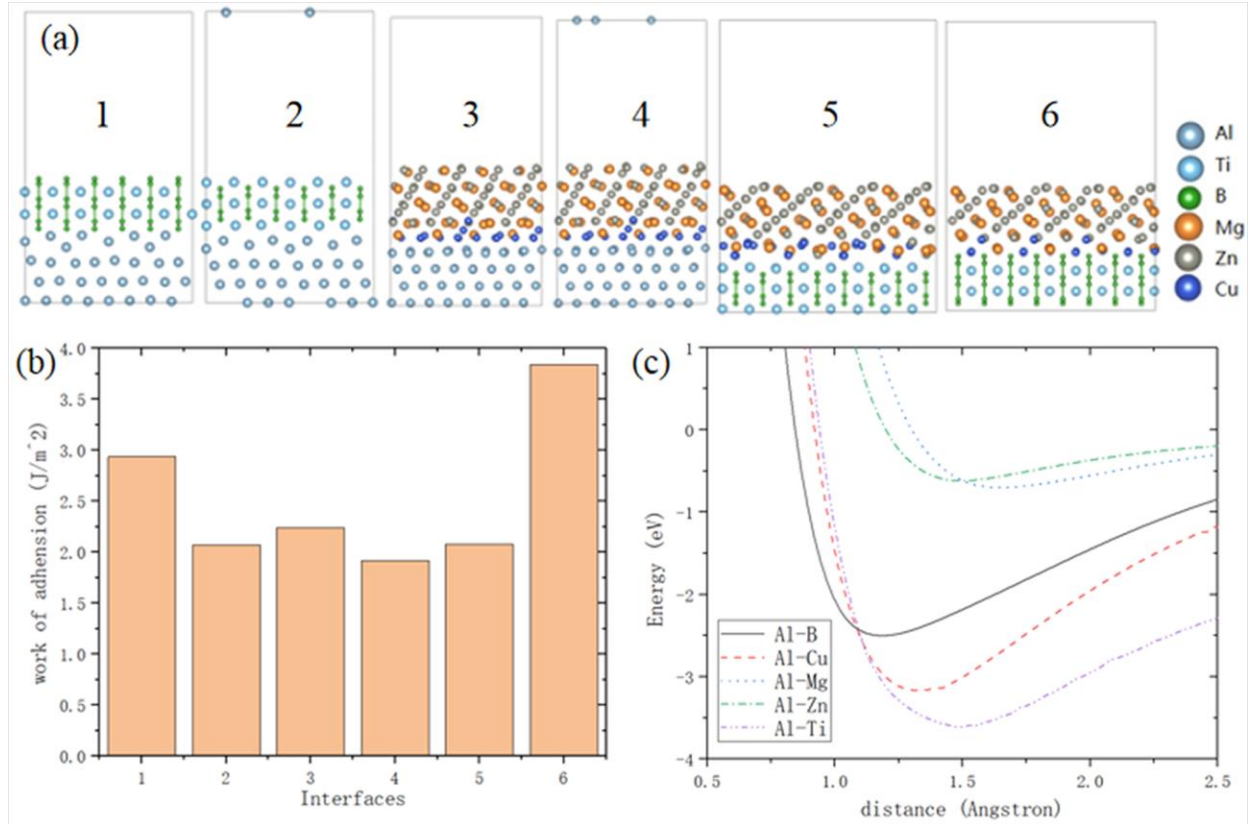 (a)
1
2
3
4
5
6
Al
Ti
B
Mg
Zn
Cu
(b)
4.0
3.5
3.0
2.5
2.0
1.5
1.0
0.5
0.0
work of adhension (J/m^2)
1 2 3 4 5 6
Interfaces
(c)
1
0
-1
-2
-3
-4
Energy (eV)
Al-B
Al-Cu
Al-Mg
Al-Zn
Al-Ti
0.5 1.0 1.5 2.0 2.5
distance (Angstron)